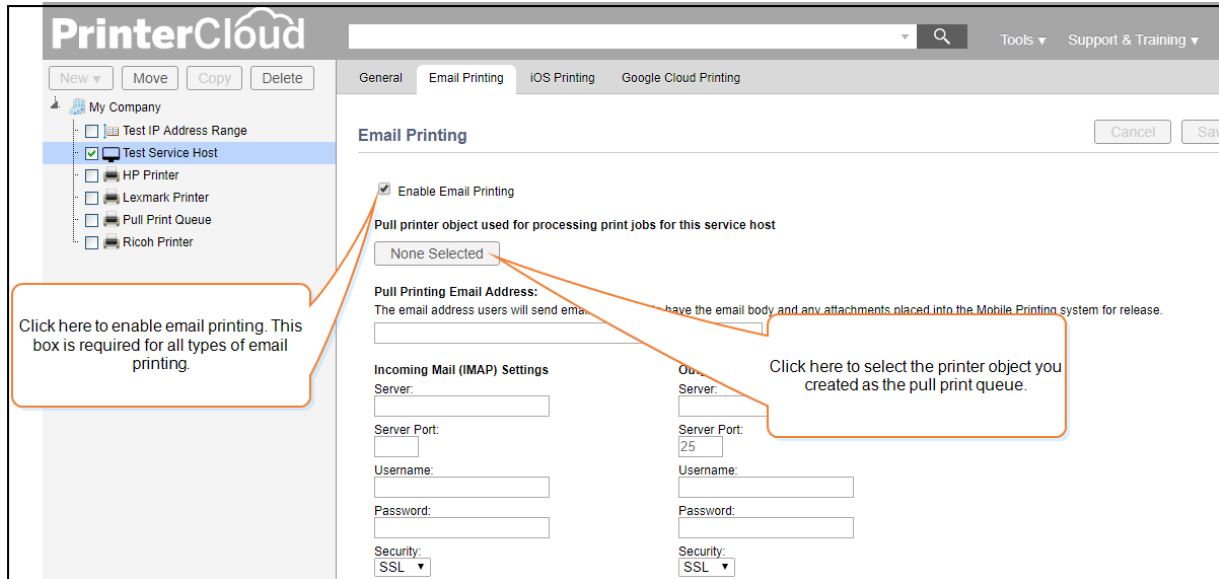 PrinterCloud
Tools ▾ Support & Training ▾
New ▾ Move Copy Delete
General Email Printing iOS Printing Google Cloud Printing
My Company
Test IP Address Range
Test Service Host
HP Printer
Lexmark Printer
Pull Print Queue
Ricoh Printer
Email Printing
Cancel
Enable Email Printing
Pull printer object used for processing print jobs for this service host
None Selected
Pull Printing Email Address:
The email address users will send email have the email body and any attachments placed into the Mobile Printing system for release.
Click here to enable email printing. This
box is required for all types of email
printing.
Click here to select the printer object you
created as the pull print queue.
Incoming Mail (IMAP) Settings
Server:
Server Port:
Username:
Password:
Security:
SSL ▾
Server:
Server Port:
25
Username:
Password:
Security:
SSL ▾